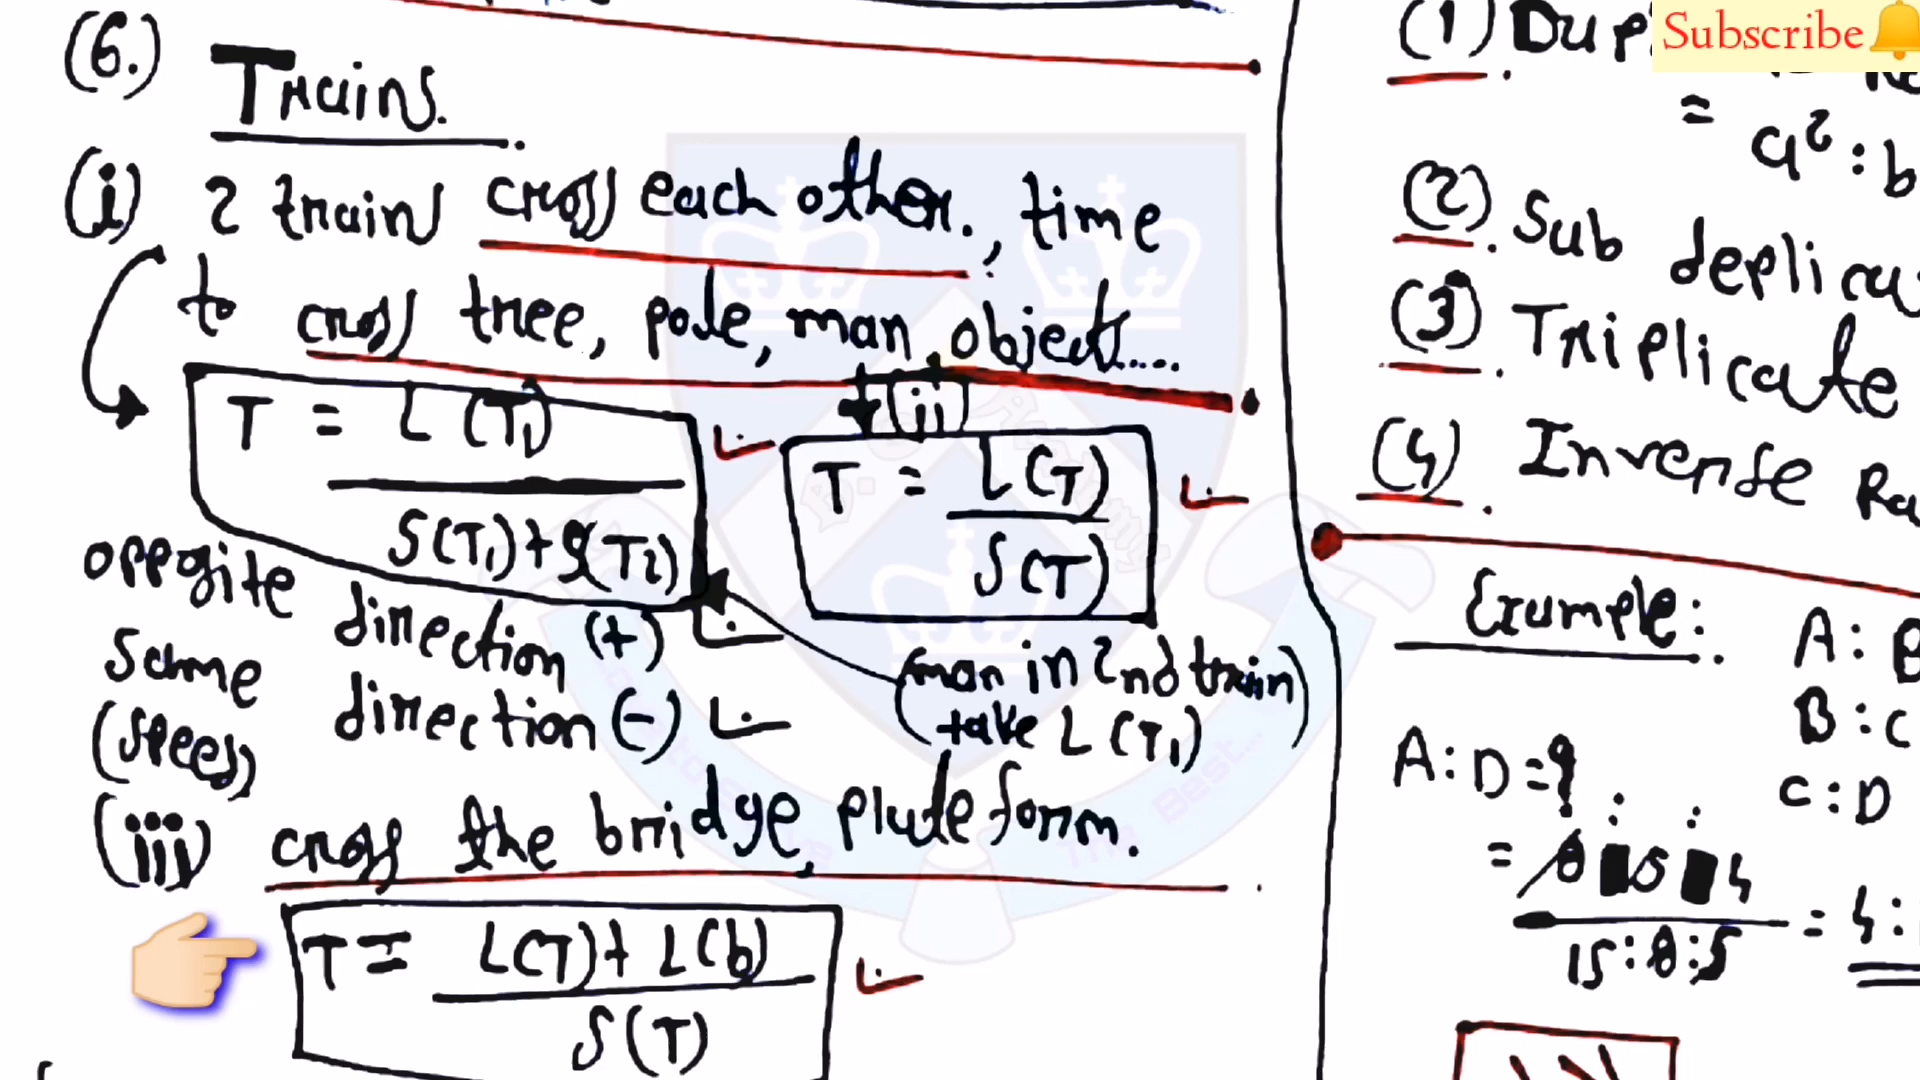 (6.) Trains.
(i) 2 trains cross each other., time
to cross tree, pole, man, object....
T = L(T1)
S(T1)+S(T2)
(ii)
T = L(T)
S(T)
opposite direction (+)
same direction (-)
(man in 2nd train)
(take L(T1)
(iii) cross the bridge, plateform.
T = L(T)+L(b)
S(T)
Subscribe
(1) Dup
= a²:b
(2) Sub deplica
(3) Triplicate
(4) Inverse Ra
Example: A: B
B:C
A:D=?
C:D
15:8:5
= 4: